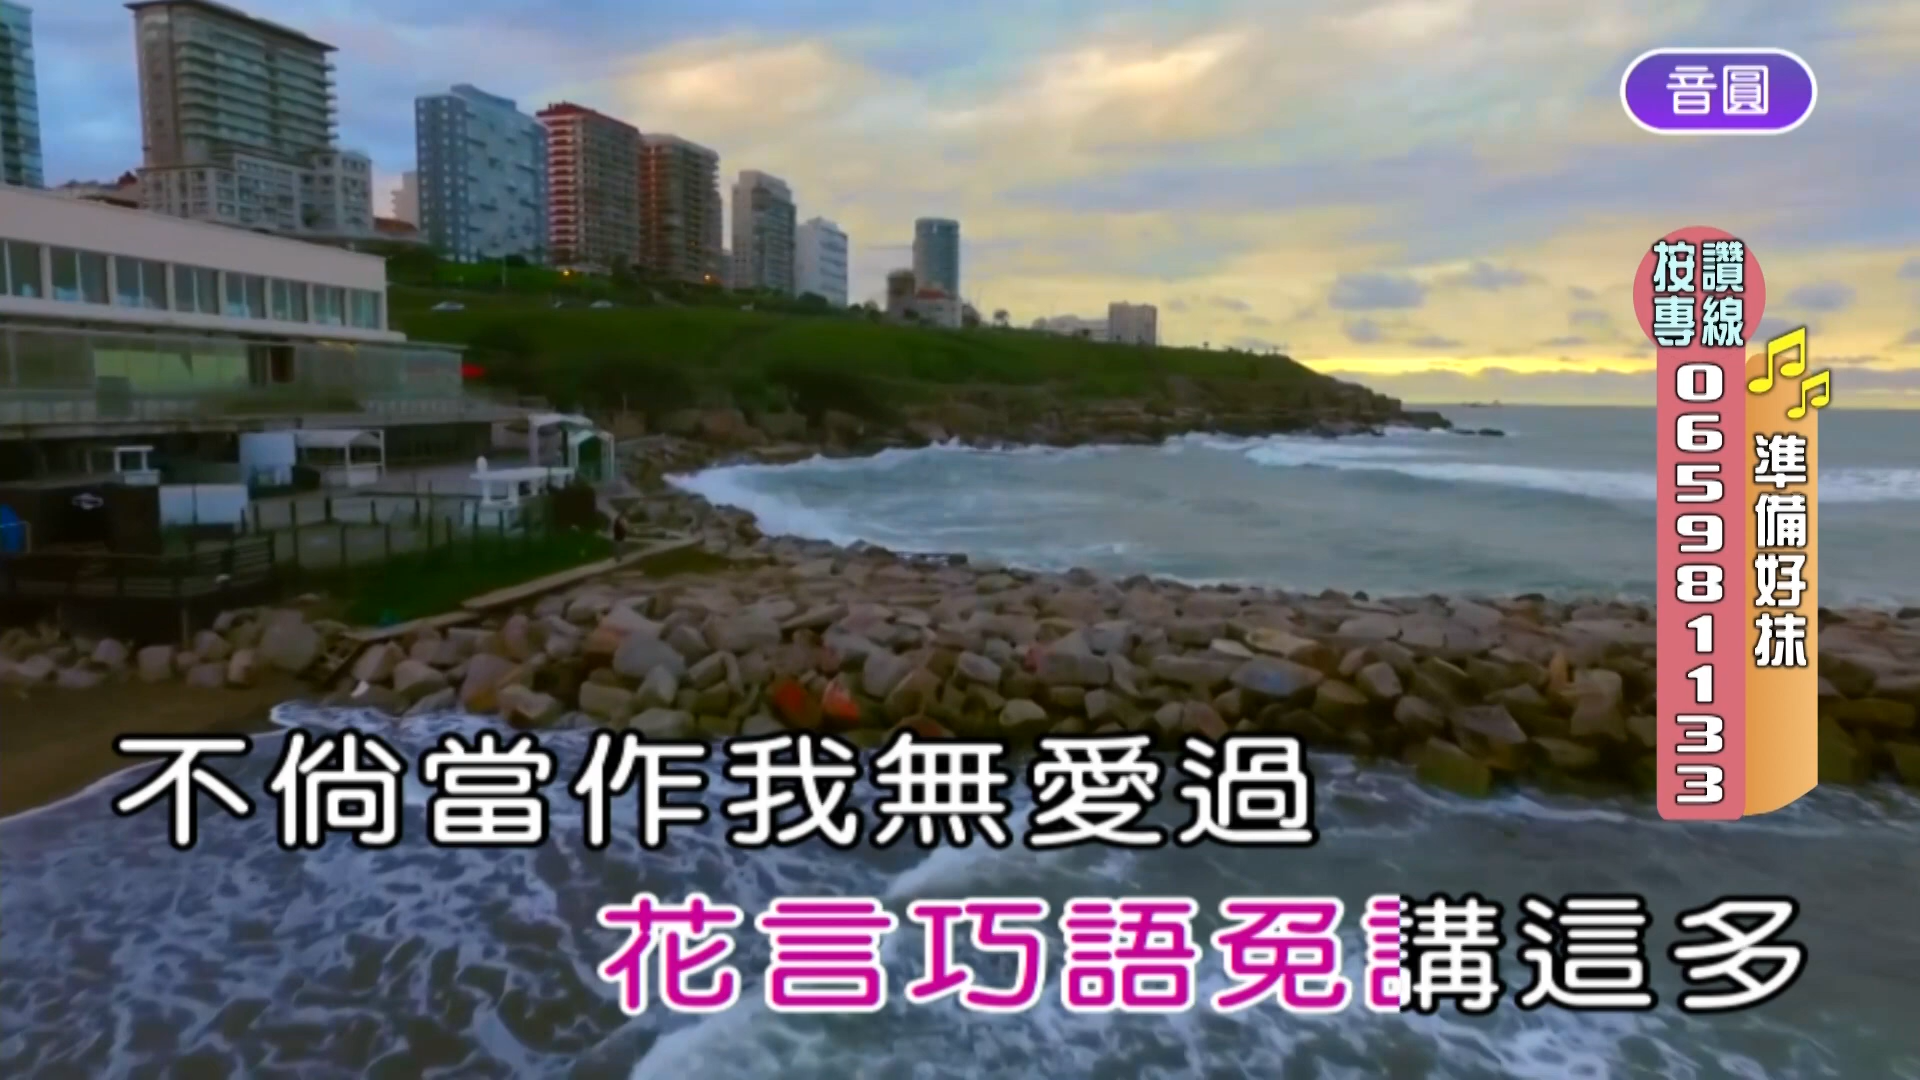 音圓
按讚
專線
065981133
準備好抹
不倘當作我無愛過
花言巧語免講這多